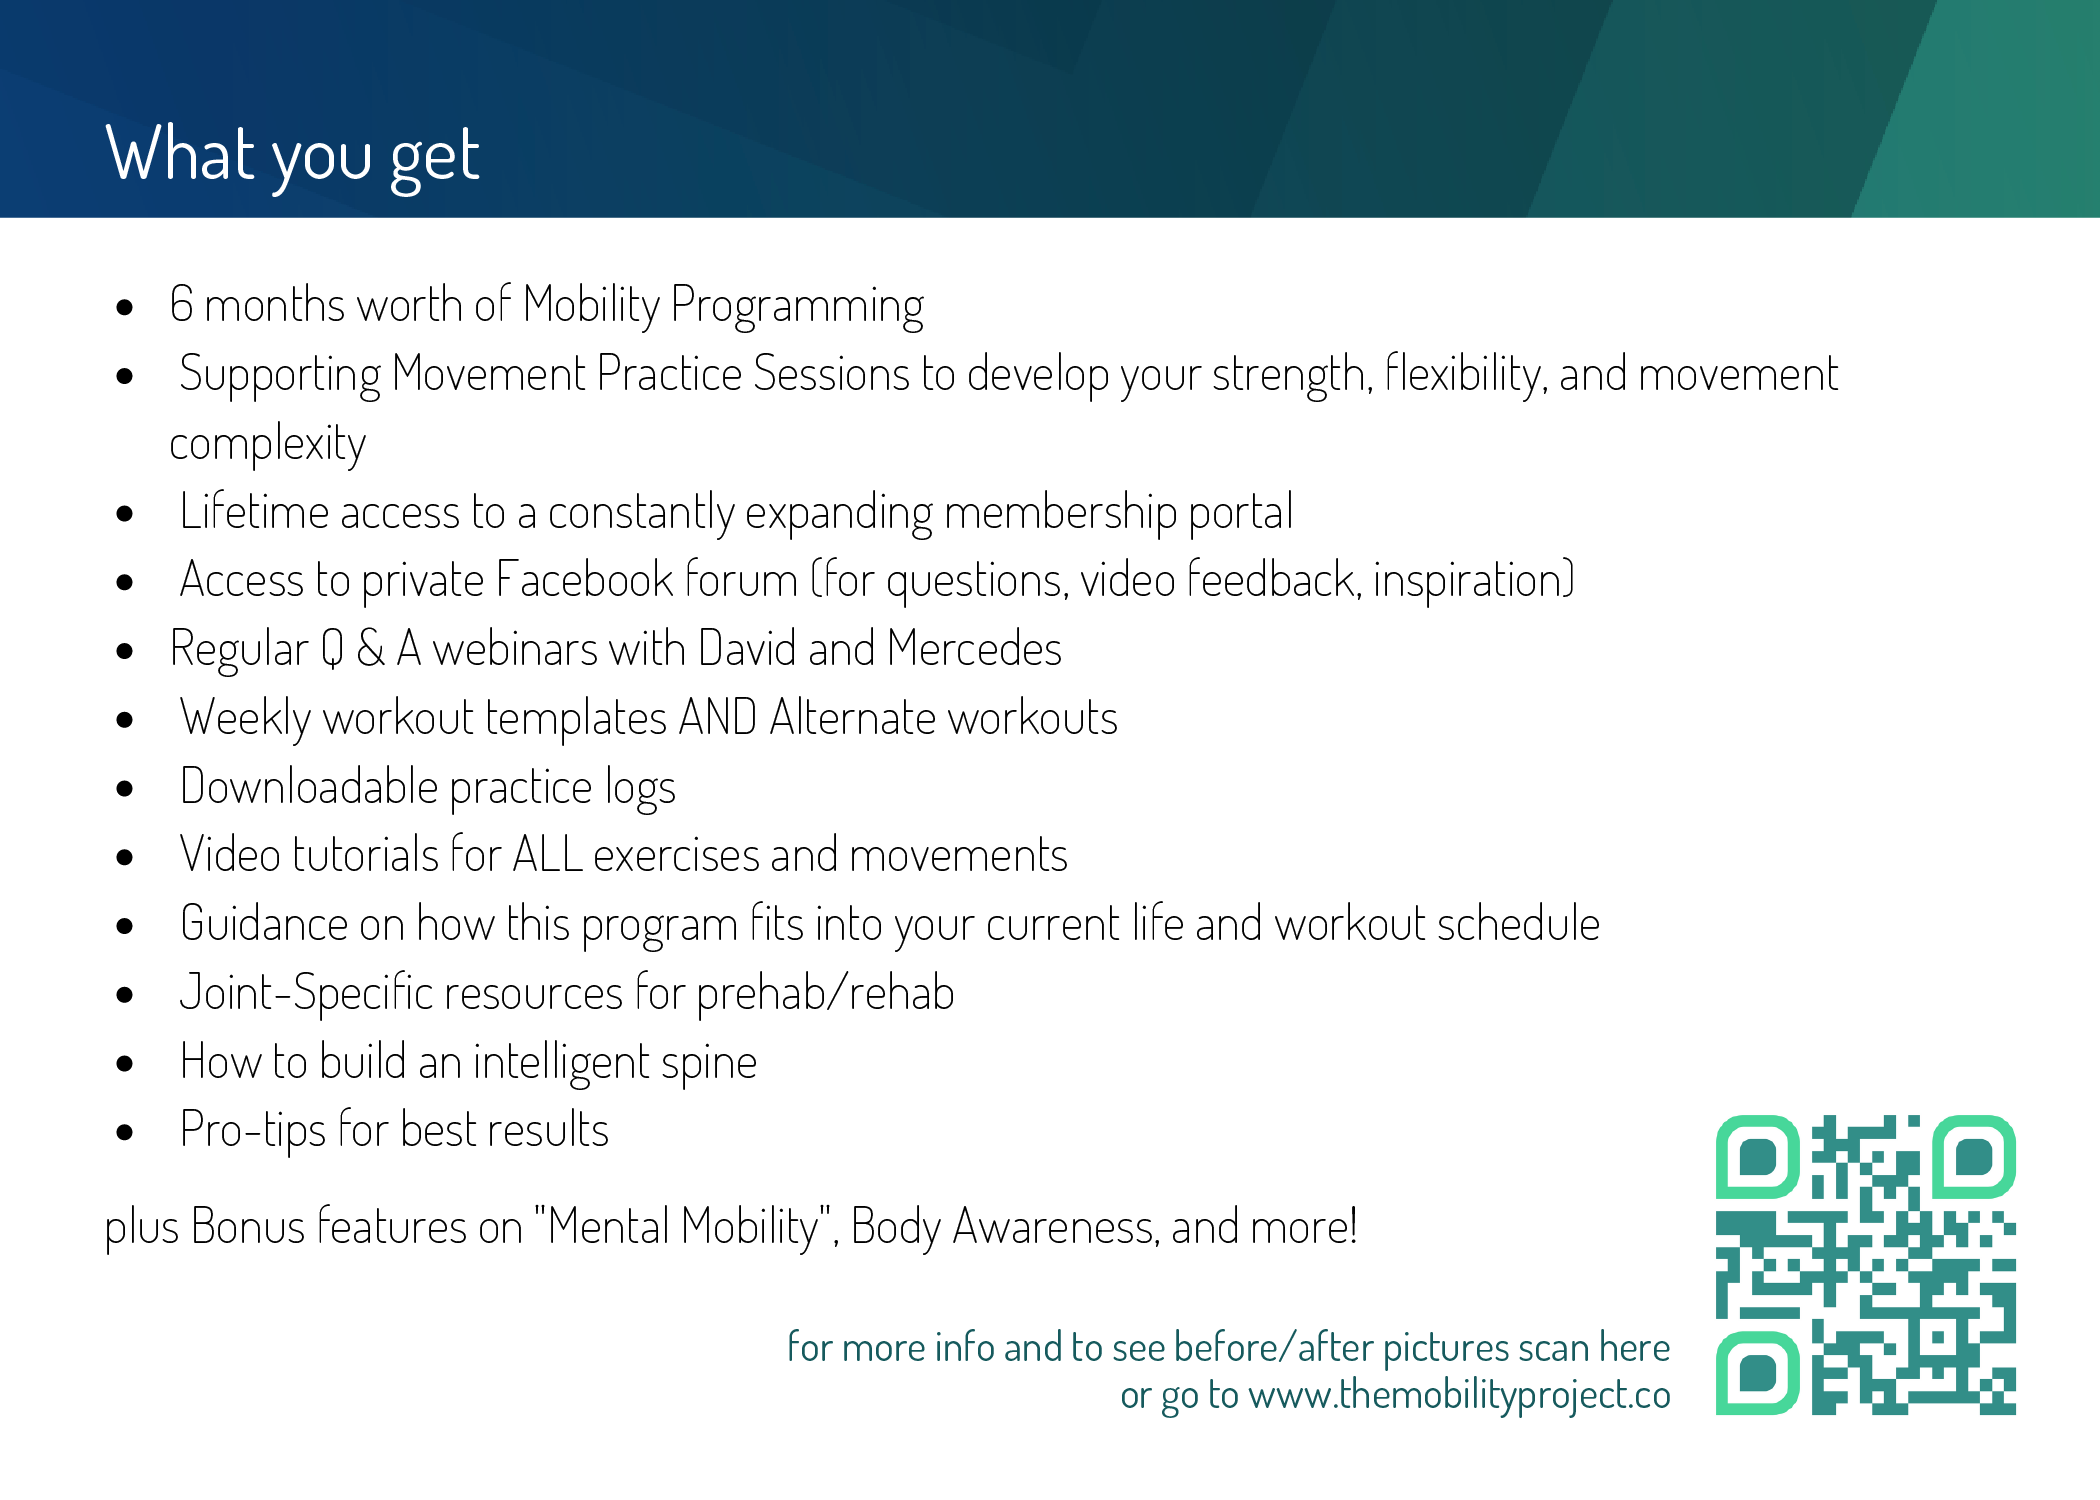 What you get
• 6 months worth of Mobility Programming
• Supporting Movement Practice Sessions to develop your strength, flexibility, and movement
complexity
• Lifetime access to a constantly expanding membership portal
• Access to private Facebook forum (for questions, video feedback, inspiration)
• Regular Q & A webinars with David and Mercedes
• Weekly workout templates AND Alternate workouts
• Downloadable practice logs
• Video tutorials for ALL exercises and movements
• Guidance on how this program fits into your current life and workout schedule
• Joint-Specific resources for prehab/rehab
• How to build an intelligent spine
• Pro-tips for best results
plus Bonus features on "Mental Mobility", Body Awareness, and more!
for more info and to see before/after pictures scan here
or go to www.themobilityproject.co